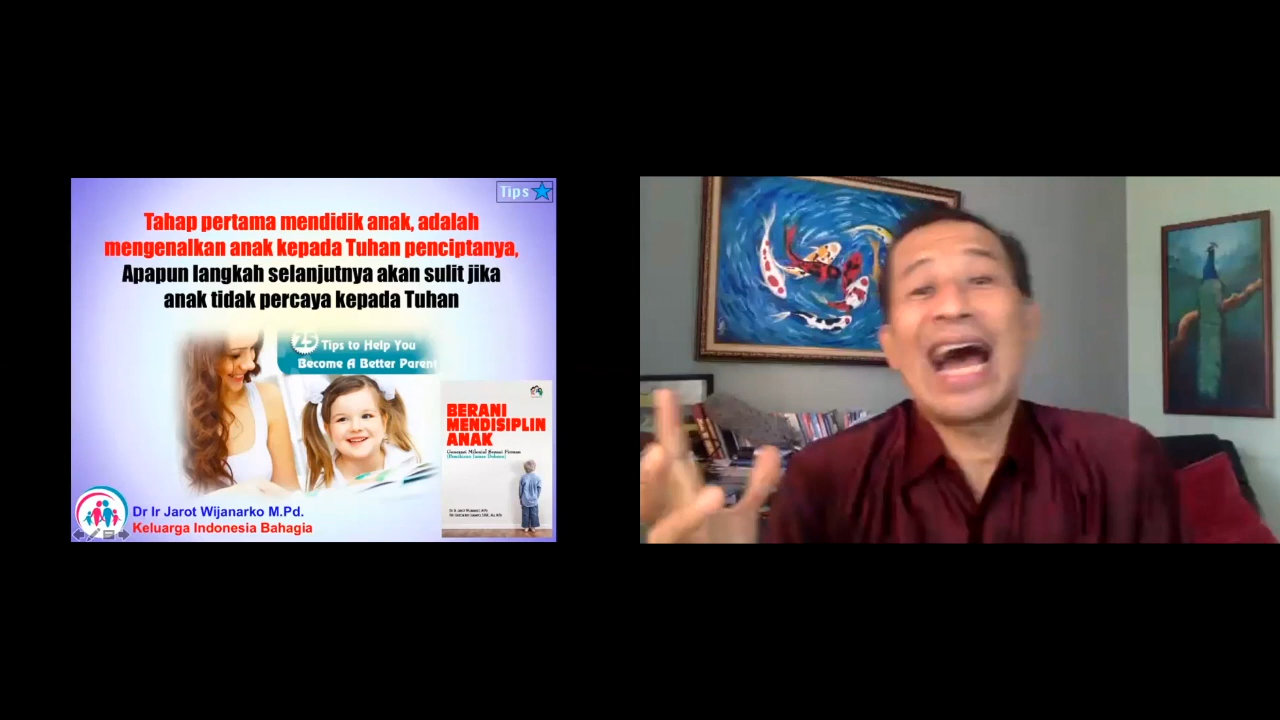 Tips
Tahap pertama mendidik anak, adalah
mengenalkan anak kepada Tuhan penciptanya,
Apapun langkah selanjutnya akan sulit jika
anak tidak percaya kepada Tuhan
25 Tips to Help You
Become A Better Parent
BERANI
MENDISIPLIN
ANAK
Dr Ir Jarot Wijanarko M.Pd.
Keluarga Indonesia Bahagia